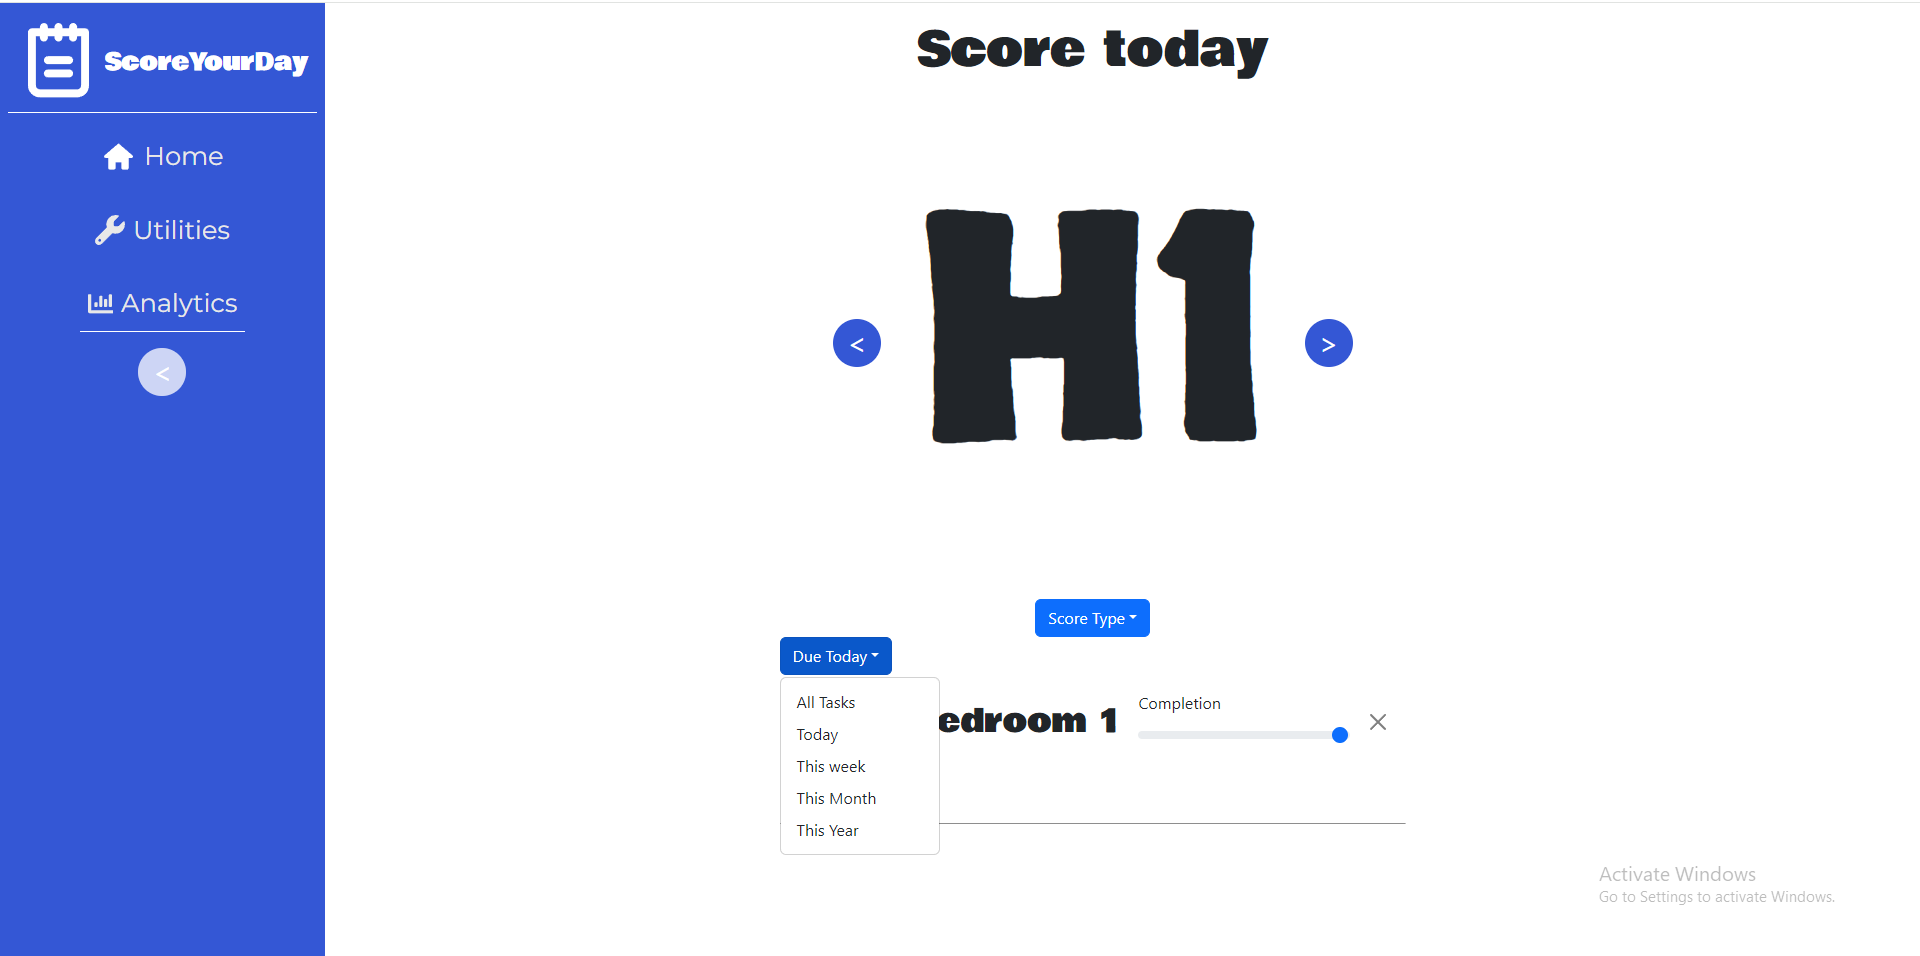 ScoreYourDay
Home
Utilities
Analytics
<
Score today
< H1 >
Score Type
Due Today
All Tasks
Today
This week
This Month
This Year
edroom 1
Completion
Activate Windows
Go to Settings to activate Windows.